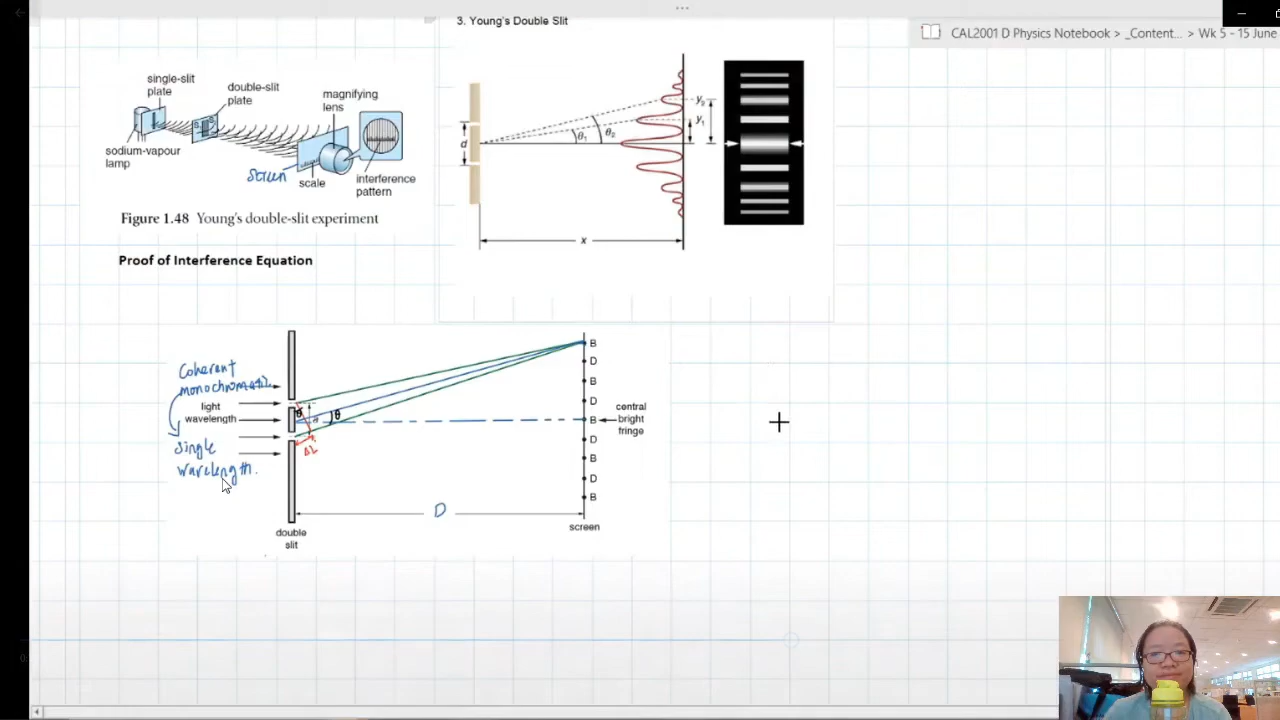 3. Young's Double Slit
CAL2001 D Physics Notebook > _Content... > Wk 5 - 15 June
single-slit
plate
double-slit
plate
magnifying
lens
sodium-vapour
lamp
Screen
scale
interference
pattern
Figure 1.48 Young's double-slit experiment
d
θ1
θ2
y2
y1
x
Proof of Interference Equation
Coherent
monochromatic
light
wavelength
Single
wavelength.
θ
θ
ΔL
D
double
slit
screen
B
D
B
D
B
D
B
D
B
central
bright
fringe